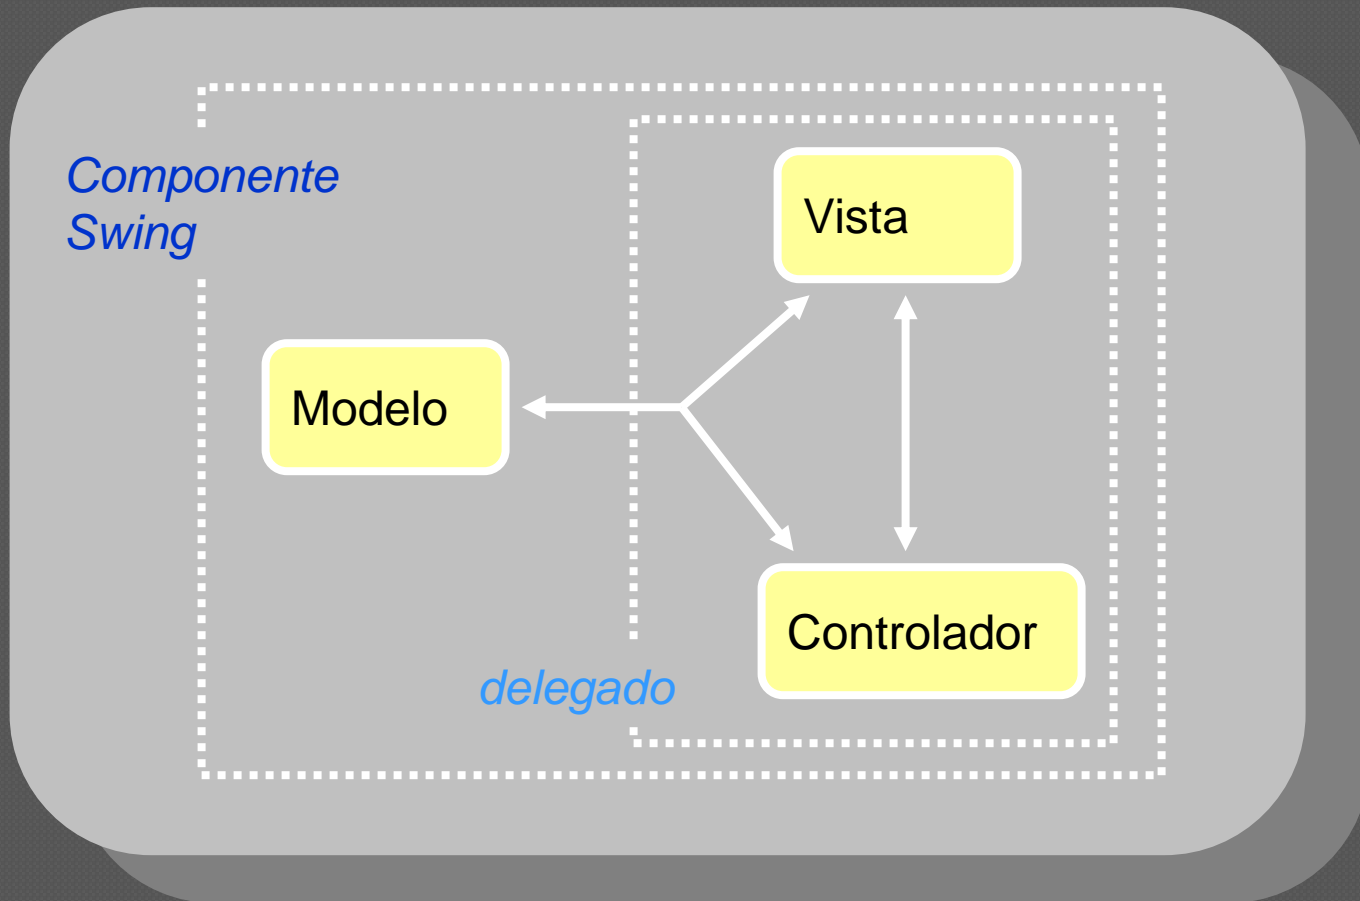 Componente
Swing
Vista
Modelo
Controlador
delegado